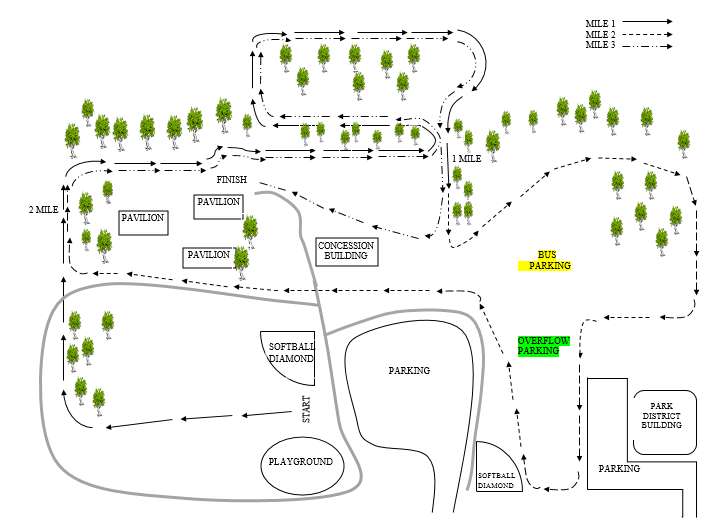 MILE 1
MILE 2
MILE 3
1 MILE
FINISH
2 MILE
PAVILION
PAVILION
PAVILION
CONCESSION
BUILDING
BUS
PARKING
OVERFLOW
PARKING
SOFTBALL
DIAMOND
PARKING
START
PARK
DISTRICT
BUILDING
PLAYGROUND
SOFTBALL
DIAMOND
PARKING